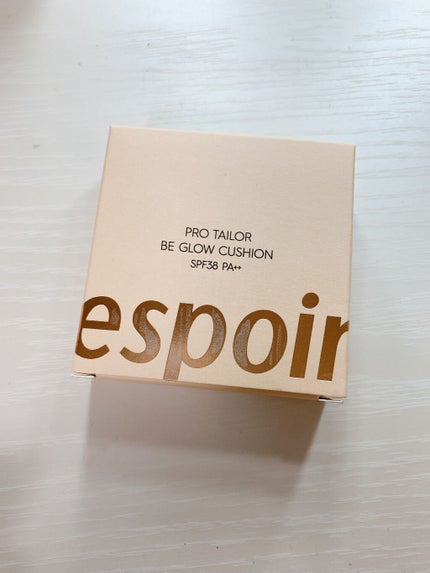 PRO TAILOR
BE GLOW CUSHION
SPF38 PA++
espoir